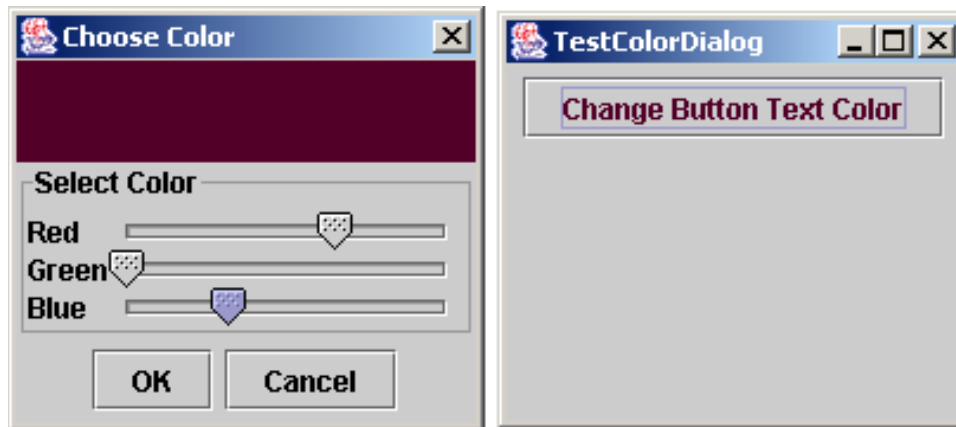 Choose Color
Select Color
Red
Green
Blue
OK Cancel
TestColorDialog
Change Button Text Color